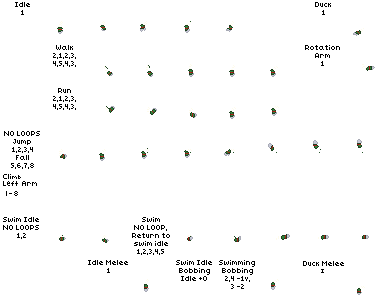 Idle
1
Duck
1
Walk
2,1,2,3,
4,5,4,3,
Rotation
Arm
1
Run
2,1,2,3,
4,5,4,3,
NO LOOPS
Jump
1,2,3,4
Fall
5,6,7,8
Climb
Left Arm
1-8
Swim Idle
NO LOOPS
1,2
Swim
NO LOOP,
Return to
swim idle
1,2,3,4,5
Swim Idle
Bobbing
Idle +0
Swimming
Bobbing
2,4 -1v,
3 -2
Idle Melee
1
Duck Melee
1